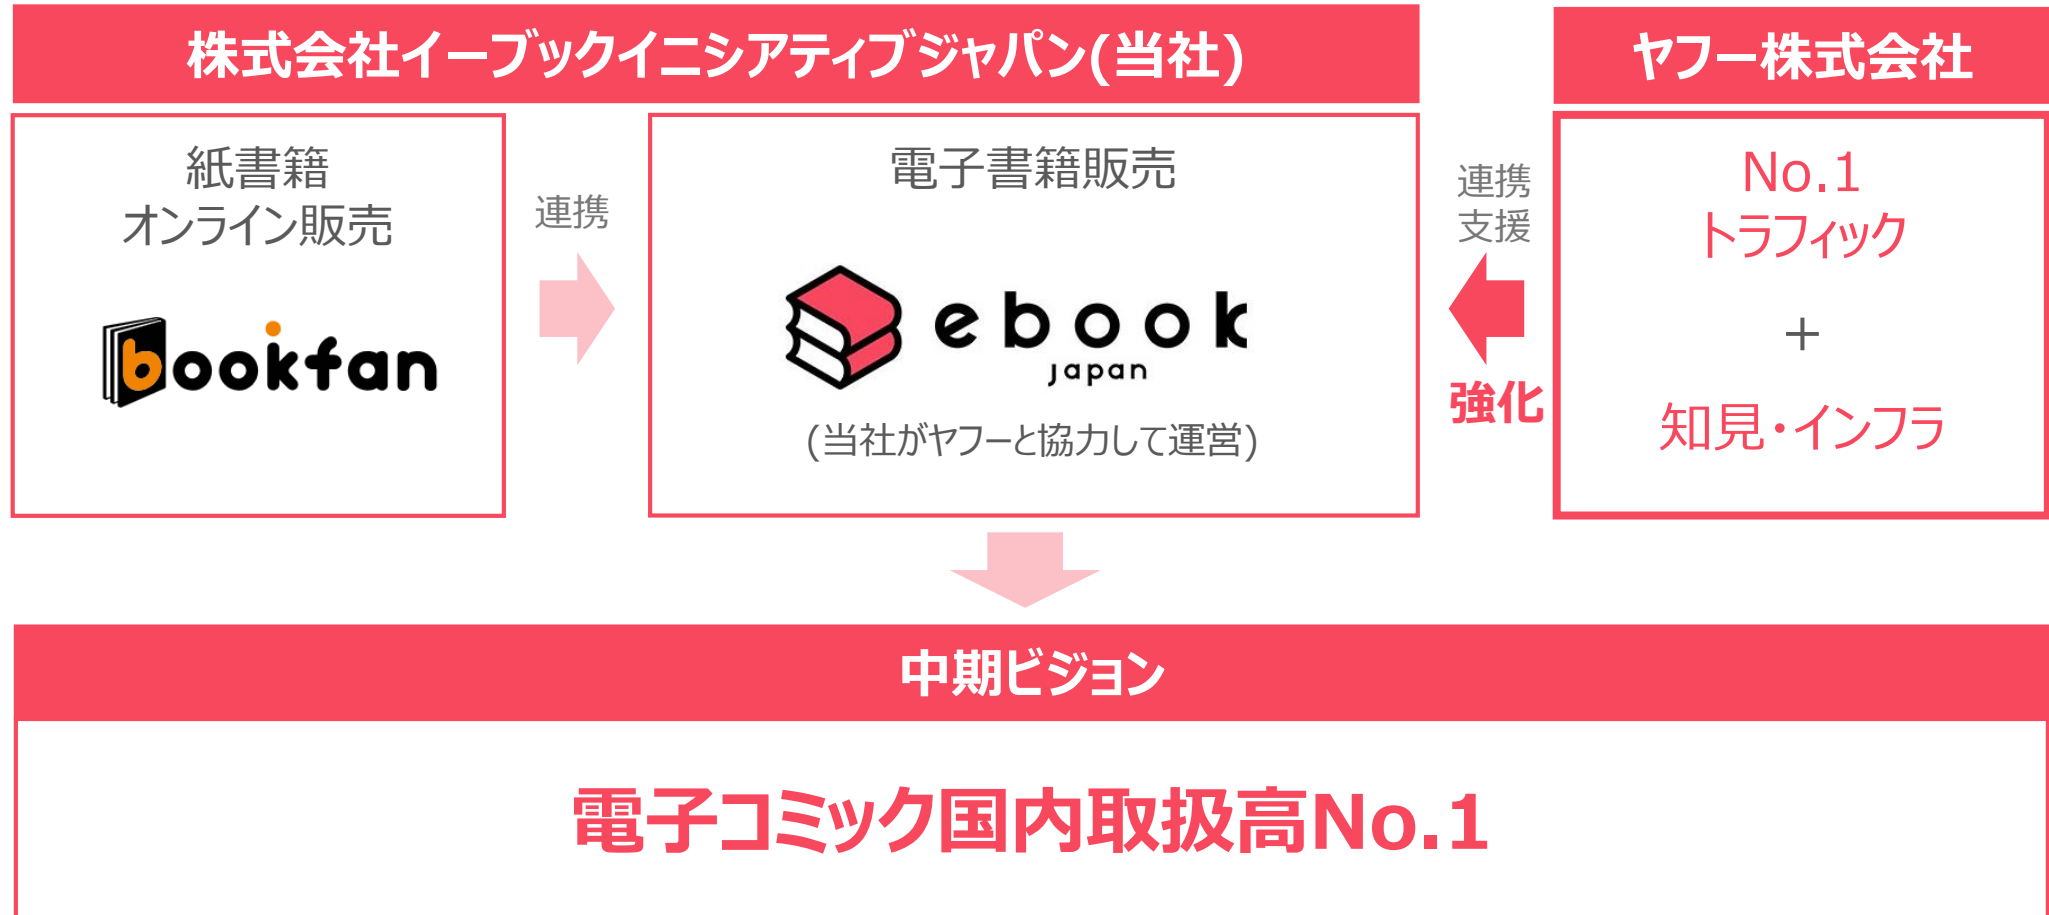 株式会社イーブックイニシアティブジャパン(当社)
ヤフー株式会社
紙書籍
オンライン販売
bookfan
連携
電子書籍販売
ebook
japan
(当社がヤフーと協力して運営)
連携
支援
強化
No.1
トラフィック
+
知見・インフラ
中期ビジョン
電子コミック国内取扱高No.1